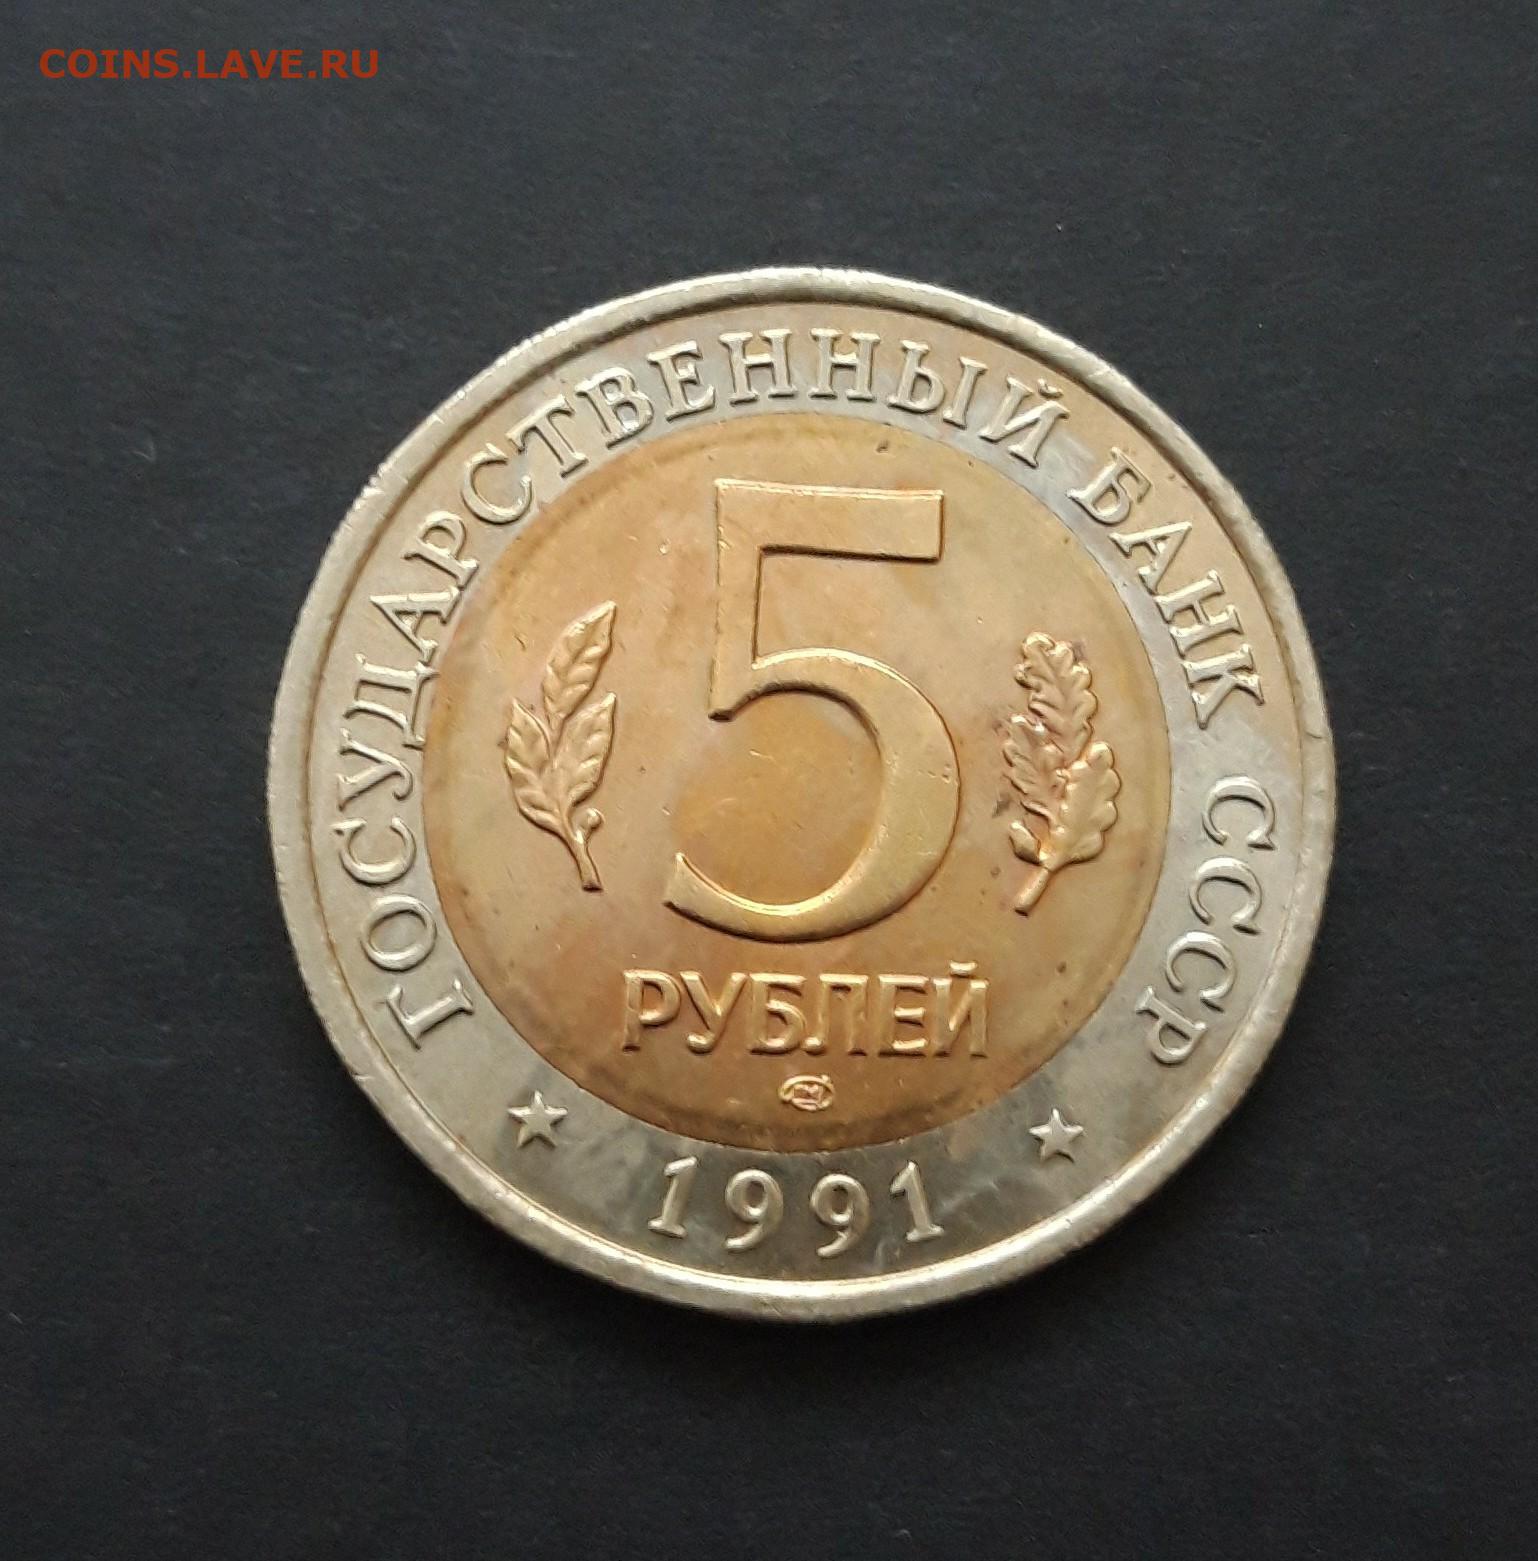 COINS.LAVE.RU
ГОСУДАРСТВЕННЫЙ БАНК СССР
5
РУБЛЕЙ
1991